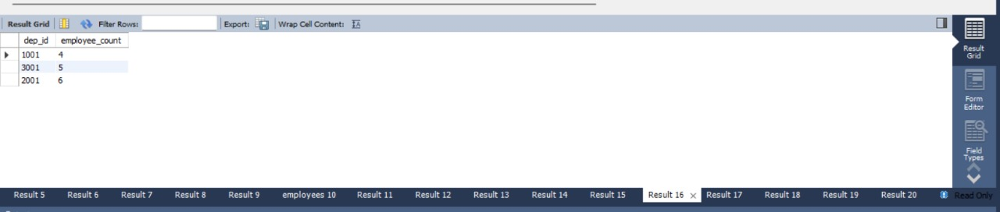 Result Grid Filter Rows: Export: Wrap Cell Content: IA
dep_id employee_count
1001 4
3001 5
2001 6
Result
Grid
Form
Editor
Field
Types
Result 5 Result 6 Result 7 Result 8 Result 9 employees 10 Result 11 Result 12 Result 13 Result 14 Result 15 Result 16 × Result 17 Result 18 Result 19 Result 20 Read Only